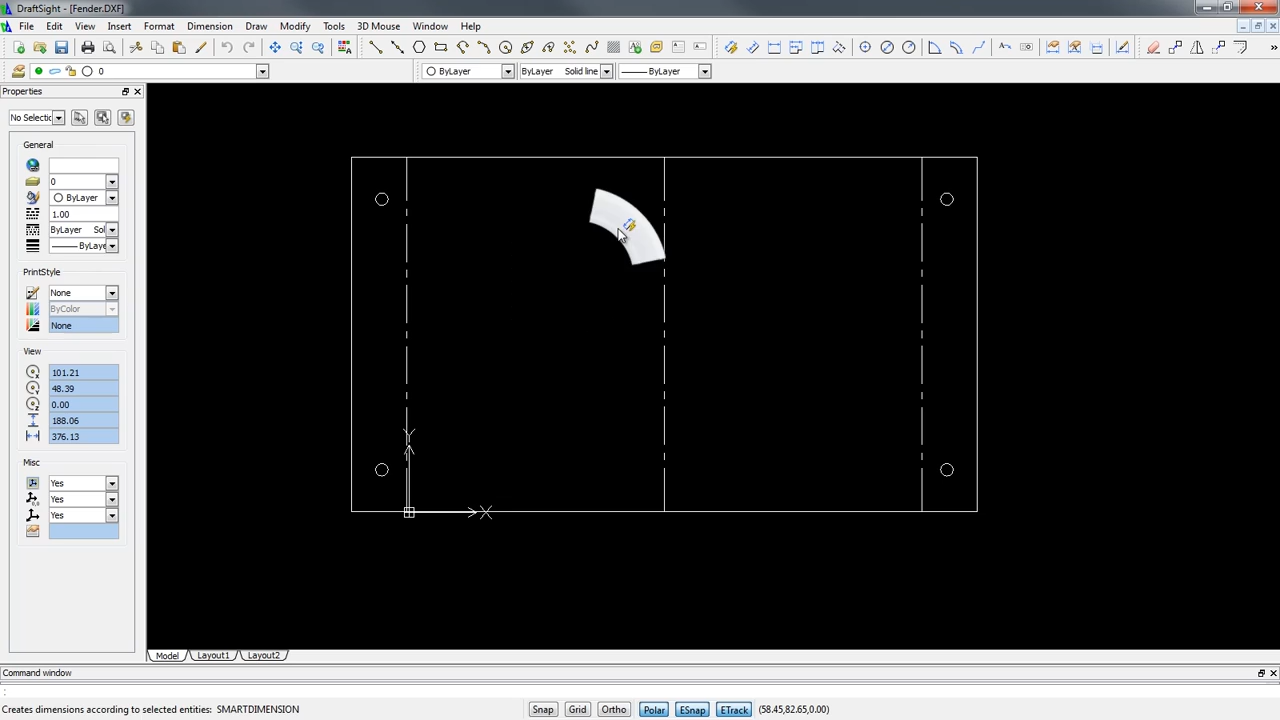 DraftSight - [Fender.DXF]
File Edit View Insert Format Dimension Draw Modify Tools 3D Mouse Window Help
0 ByLayer ByLayer Solid line ByLayer
Properties
No Selectic
General
0
ByLayer
1.00
ByLayer Sol
ByLaye
PrintStyle
None
ByColor
None
View
101.21
48.39
0.00
188.06
376.13
Misc
Yes
Yes
Yes
Y
X
Model Layout1 Layout2
Command window
:
Creates dimensions according to selected entities: SMARTDIMENSION Snap Grid Ortho Polar ESnap ETrack (58.45,82.65,0.00)